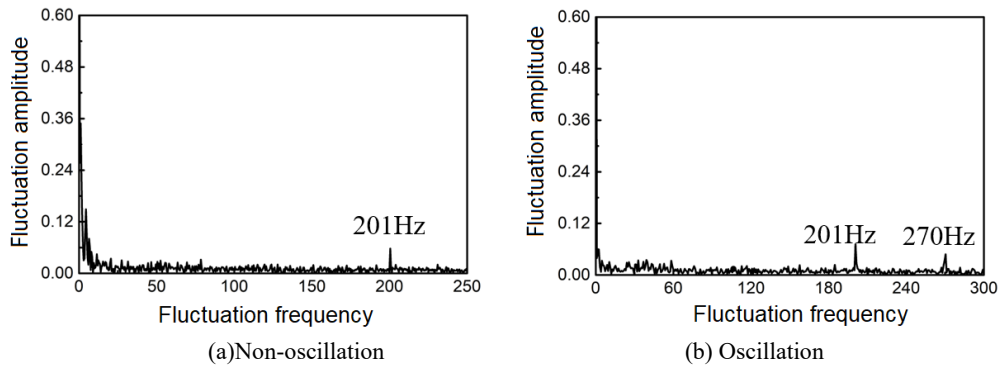 0.60
0.48
0.36
0.24
0.12
0.00
Fluctuation amplitude
201Hz
0 50 100 150 200 250
Fluctuation frequency
(a)Non-oscillation
0.60
0.48
0.36
0.24
0.12
0.00
Fluctuation amplitude
201Hz 270Hz
0 60 120 180 240 300
Fluctuation frequency
(b) Oscillation